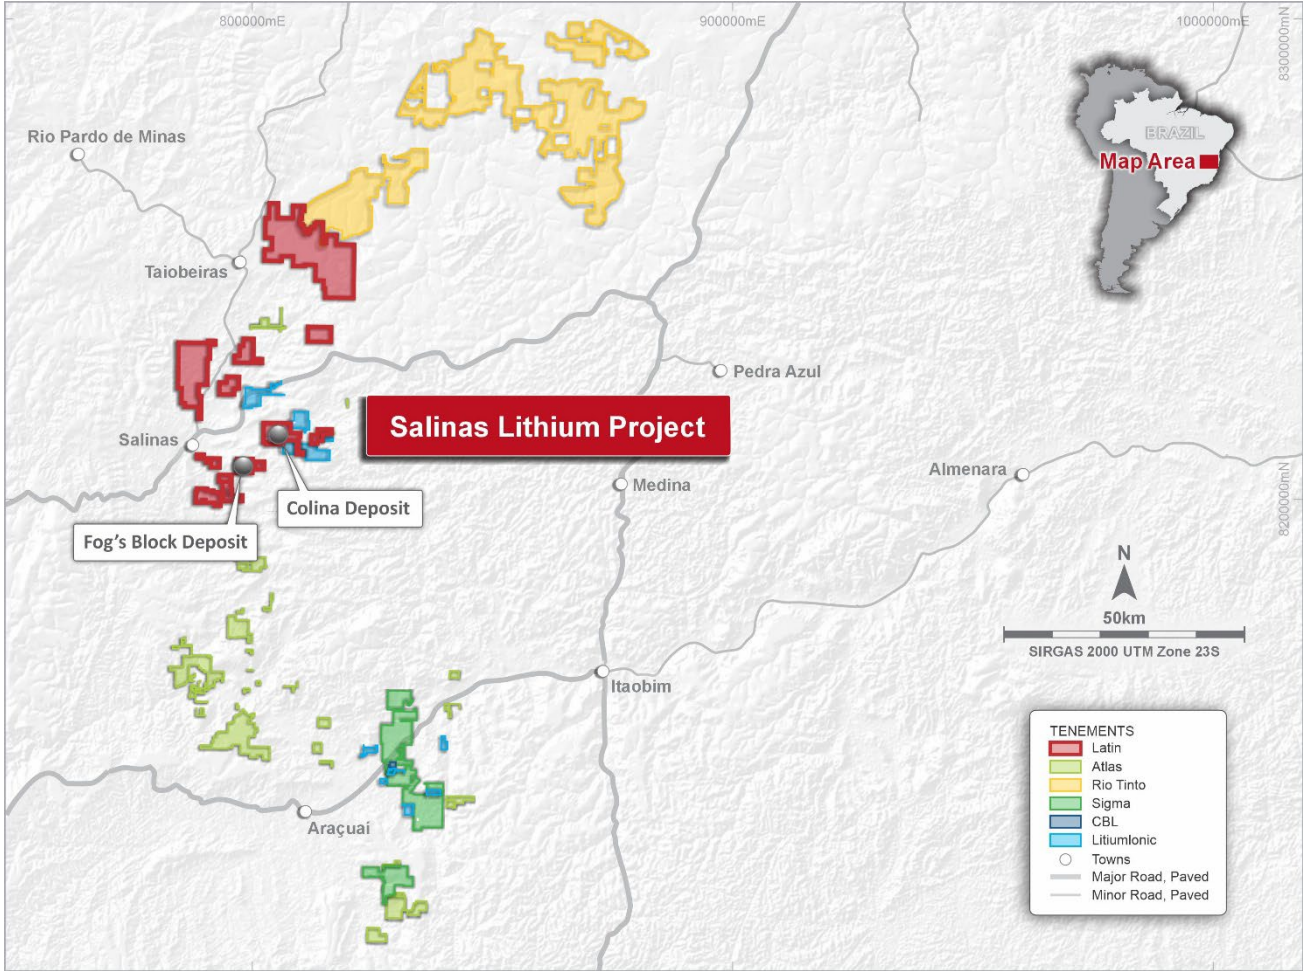 800000mE
900000mE
1000000mE
8300000mN
Rio Pardo de Minas
BRAZIL
Map Area
Taiobeiras
Pedra Azul
Salinas Lithium Project
Salinas
Almenara
Medina
Colina Deposit
8200000mN
Fog's Block Deposit
N
50km
SIRGAS 2000 UTM Zone 23S
Itaobim
TENEMENTS
Latin
Atlas
Rio Tinto
Sigma
CBL
LitiumIonic
Towns
Major Road, Paved
Minor Road, Paved
Araçuaí